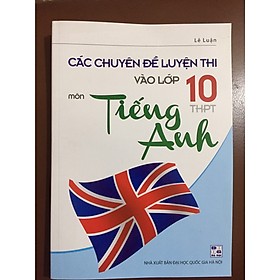 Lê Luận
CÁC CHUYÊN ĐỀ LUYỆN THI
VÀO LỚP 10
THPT
môn Tiếng
Anh
NHÀ XUẤT BẢN ĐẠI HỌC QUỐC GIA HÀ NỘI